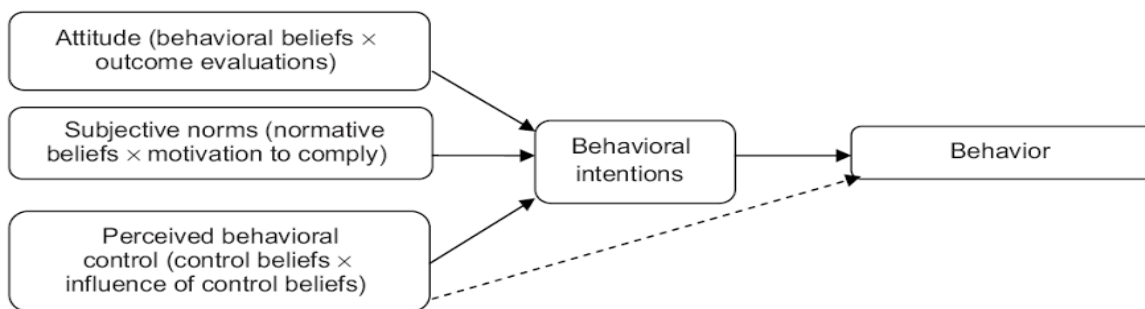 Attitude (behavioral beliefs ×
outcome evaluations)
Subjective norms (normative
beliefs × motivation to comply)
Perceived behavioral
control (control beliefs ×
influence of control beliefs)
Behavioral
intentions
Behavior